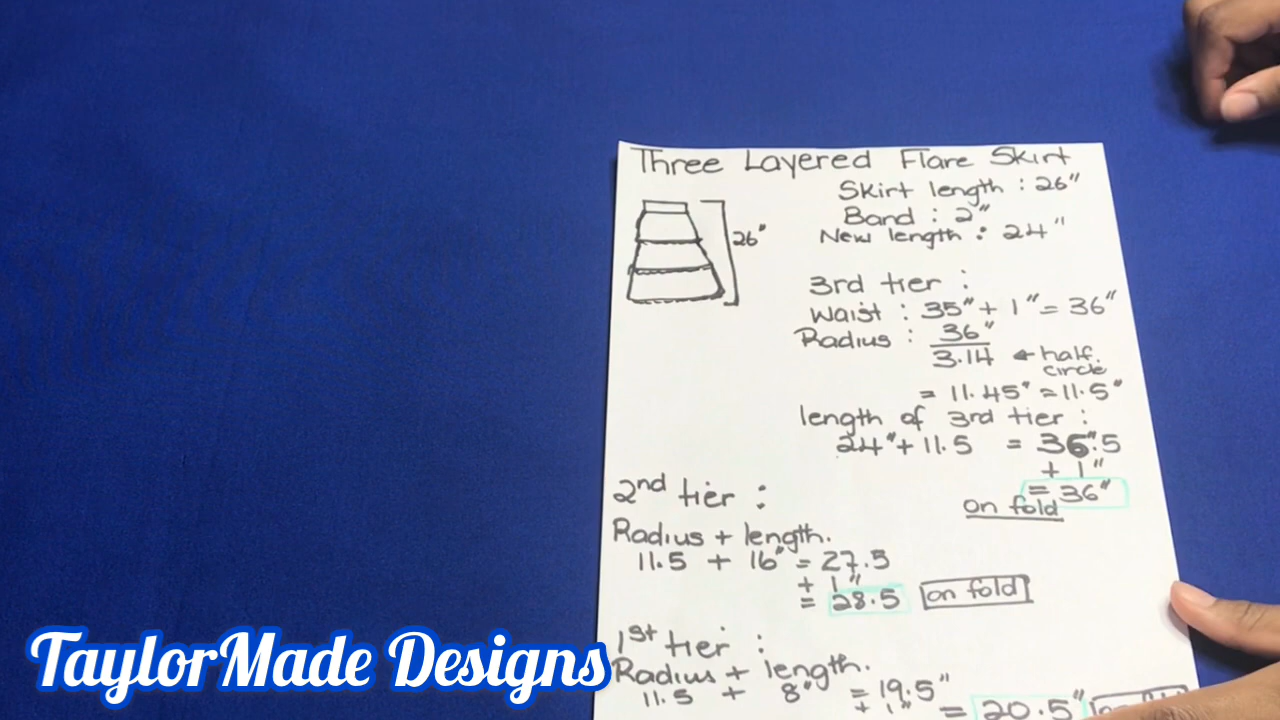 Three Layered Flare Skirt
Skirt length : 26"
Band : 2"
New length : 24"
26"
3rd tier :
Waist : 35" + 1" = 36"
Radius : 36"
3.14 ← half circle
= 11.45" = 11.5"
length of 3rd tier :
24" + 11.5 = 36".5
+ 1"
= 36"
on fold
2nd tier :
Radius + length.
11.5 + 16" = 27.5
+ 1"
= 28.5 on fold
1st tier :
Radius + length.
11.5 + 8" = 19.5"
+ 1" = 20.5"
TaylorMade Designs